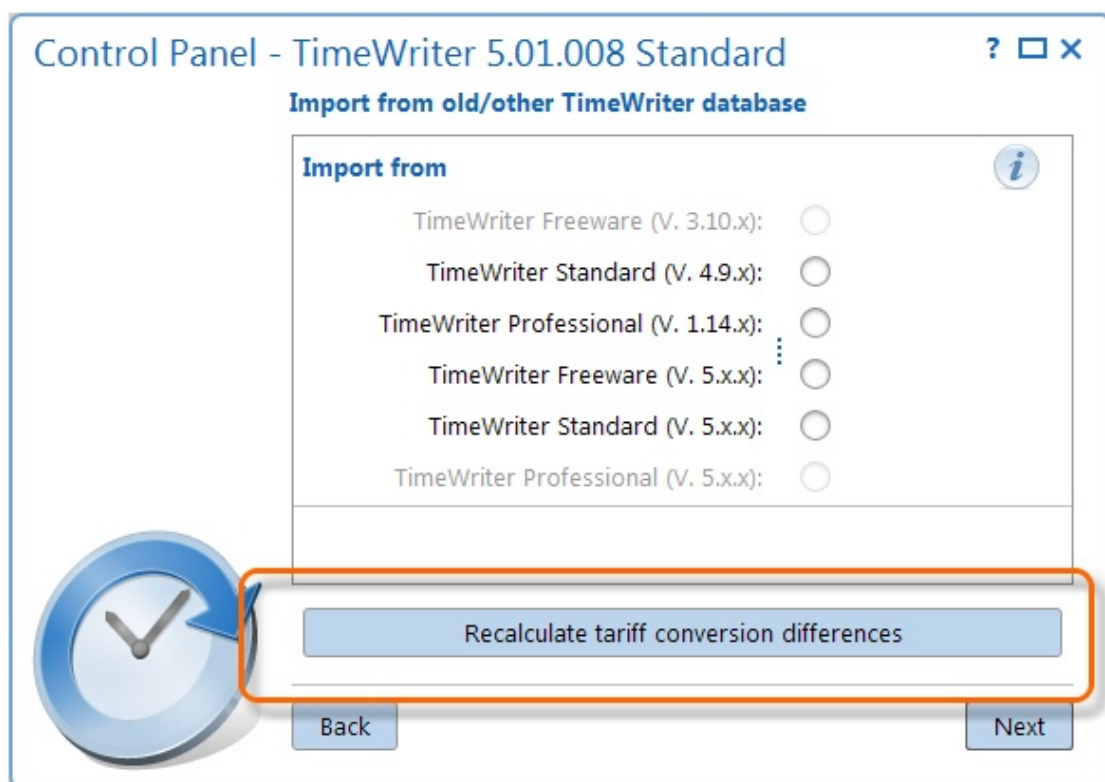 Control Panel - TimeWriter 5.01.008 Standard
Import from old/other TimeWriter database
Import from
TimeWriter Freeware (V. 3.10.x):
TimeWriter Standard (V. 4.9.x):
TimeWriter Professional (V. 1.14.x):
TimeWriter Freeware (V. 5.x.x):
TimeWriter Standard (V. 5.x.x):
TimeWriter Professional (V. 5.x.x):
Recalculate tariff conversion differences
Back Next